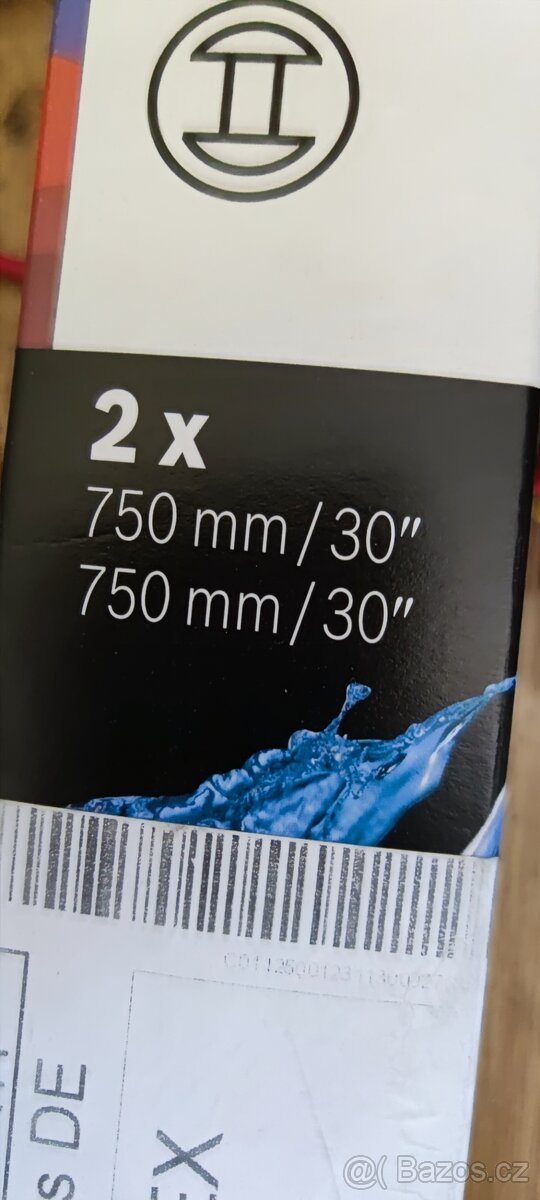 2 x
750 mm/30"
750 mm/30"
s DE
EX
@( Bazos.cz